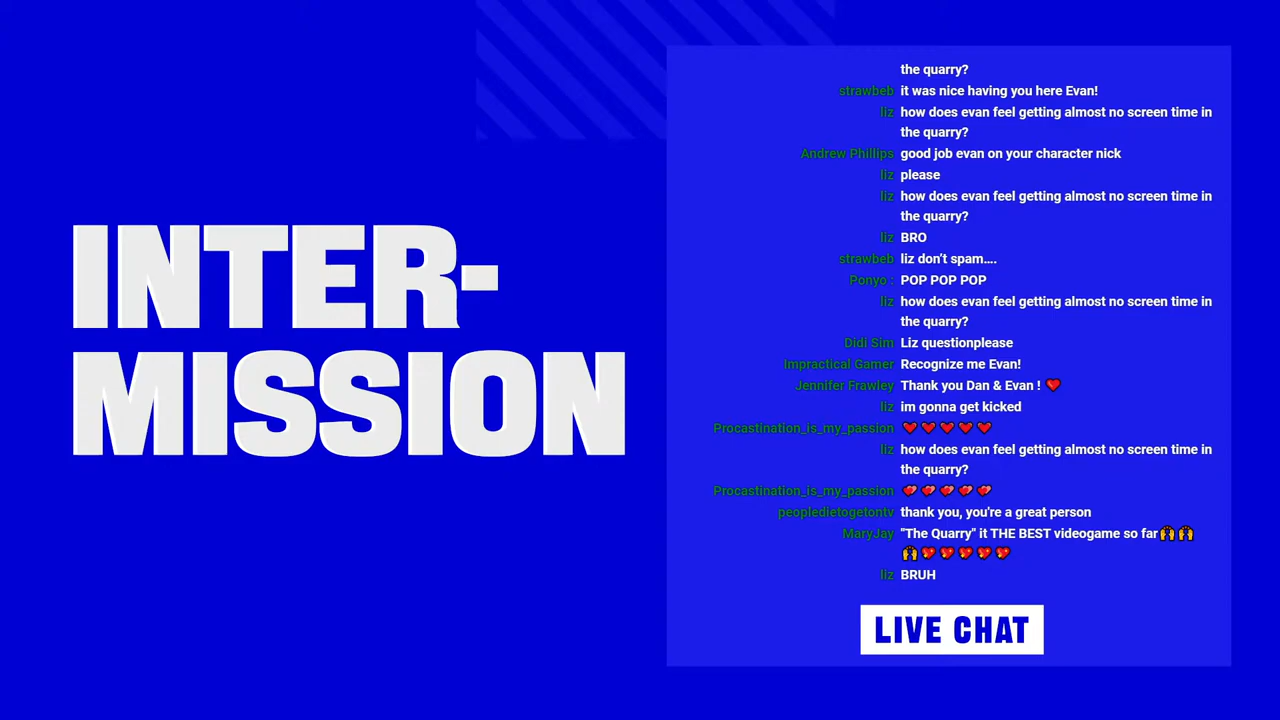 INTER-
MISSION
the quarry?
strawbeb it was nice having you here Evan!
liz how does evan feel getting almost no screen time in
the quarry?
Andrew Phillips good job evan on your character nick
liz please
liz how does evan feel getting almost no screen time in
the quarry?
liz BRO
strawbeb liz don't spam....
Ponyo : POP POP POP
liz how does evan feel getting almost no screen time in
the quarry?
Didi Sim Liz questionplease
Impractical Gamer Recognize me Evan!
Jennifer Frawley Thank you Dan & Evan ! ❤️
liz im gonna get kicked
Procastination_is_my_passion ❤️❤️❤️❤️❤️
liz how does evan feel getting almost no screen time in
the quarry?
Procastination_is_my_passion 💕💕💕💕💕
peopledietogetontv thank you, you're a great person
MaryJay "The Quarry" it THE BEST videogame so far🙌🙌
🙌💖💖💖💖💖
liz BRUH
LIVE CHAT